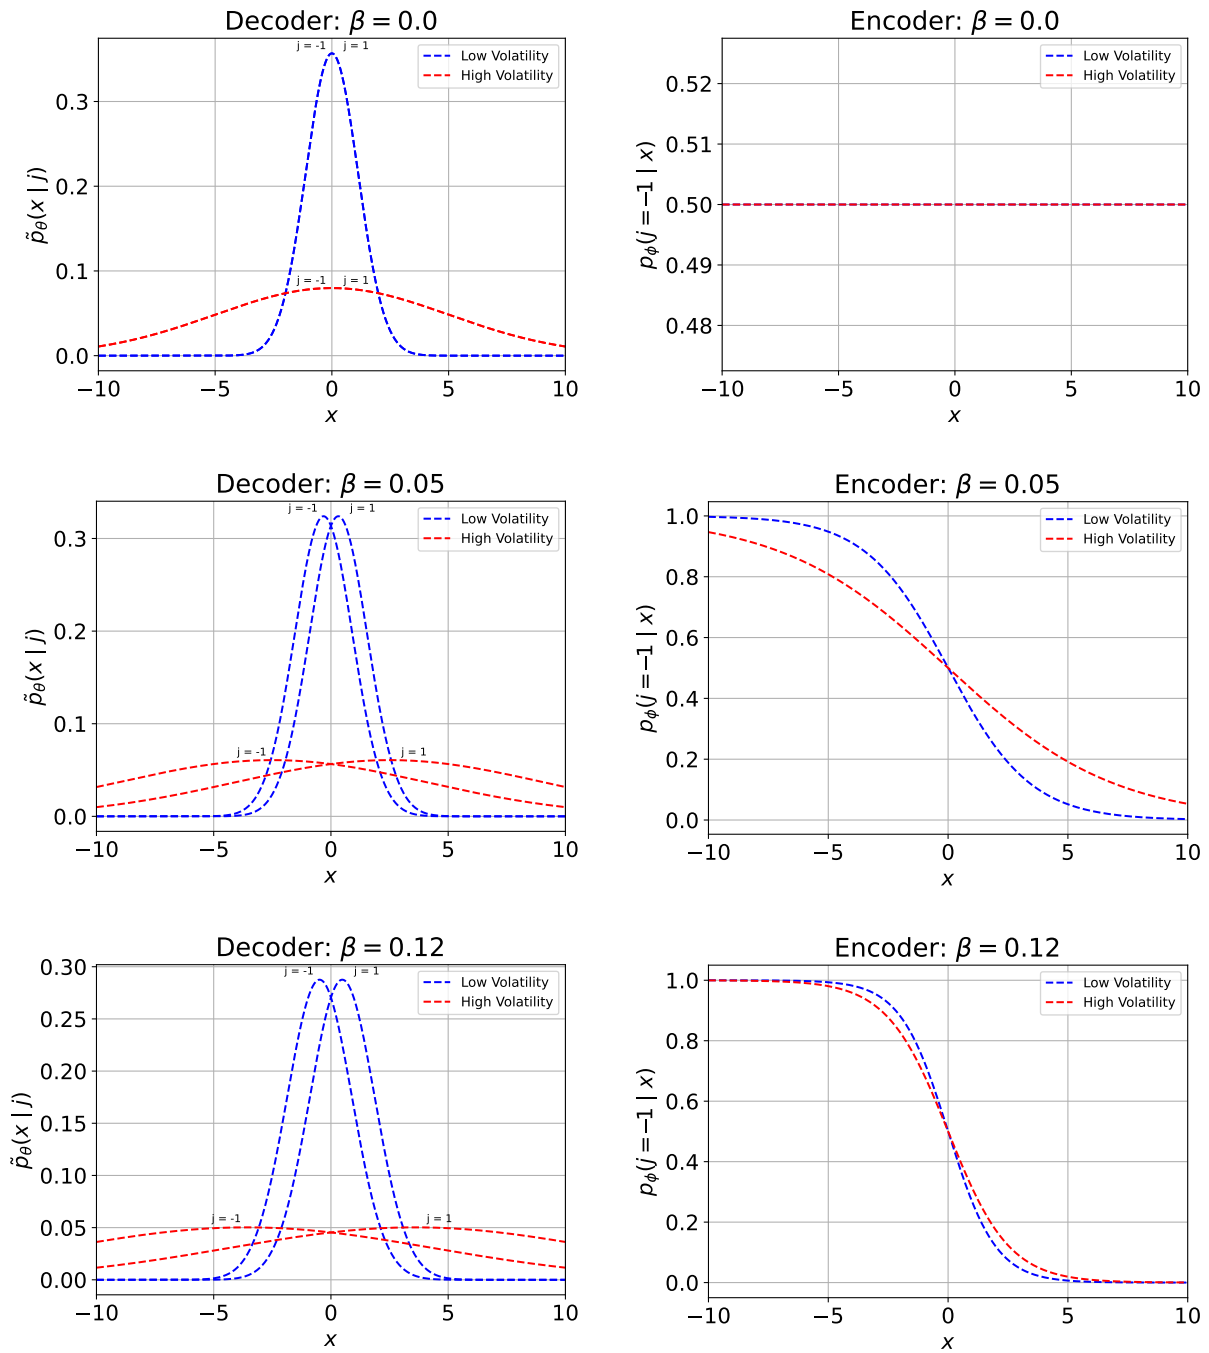 Decoder: β = 0.0
j = -1 j = 1
Low Volatility
High Volatility
j = -1 j = 1
p̃θ(x | j)
0.3
0.2
0.1
0.0
−10 −5 0 5 10
x
Encoder: β = 0.0
Low Volatility
High Volatility
pϕ(j = −1 | x)
0.52
0.51
0.50
0.49
0.48
−10 −5 0 5 10
x
Decoder: β = 0.05
j = -1 j = 1
Low Volatility
High Volatility
j = -1 j = 1
p̃θ(x | j)
0.3
0.2
0.1
0.0
−10 −5 0 5 10
x
Encoder: β = 0.05
Low Volatility
High Volatility
pϕ(j = −1 | x)
1.0
0.8
0.6
0.4
0.2
0.0
−10 −5 0 5 10
x
Decoder: β = 0.12
j = -1 j = 1
Low Volatility
High Volatility
j = -1 j = 1
p̃θ(x | j)
0.30
0.25
0.20
0.15
0.10
0.05
0.00
−10 −5 0 5 10
x
Encoder: β = 0.12
Low Volatility
High Volatility
pϕ(j = −1 | x)
1.0
0.8
0.6
0.4
0.2
0.0
−10 −5 0 5 10
x